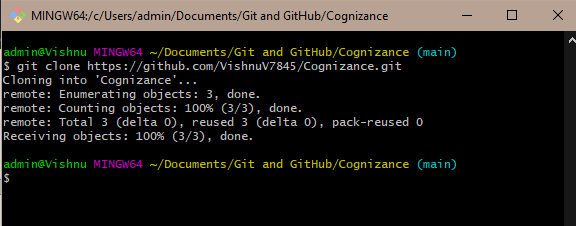 MINGW64:/c/Users/admin/Documents/Git and GitHub/Cognizance
admin@Vishnu MINGW64 ~/Documents/Git and GitHub/Cognizance (main)
$ git clone https://github.com/VishnuV7845/Cognizance.git
Cloning into 'Cognizance'...
remote: Enumerating objects: 3, done.
remote: Counting objects: 100% (3/3), done.
remote: Total 3 (delta 0), reused 3 (delta 0), pack-reused 0
Receiving objects: 100% (3/3), done.
admin@Vishnu MINGW64 ~/Documents/Git and GitHub/Cognizance (main)
$